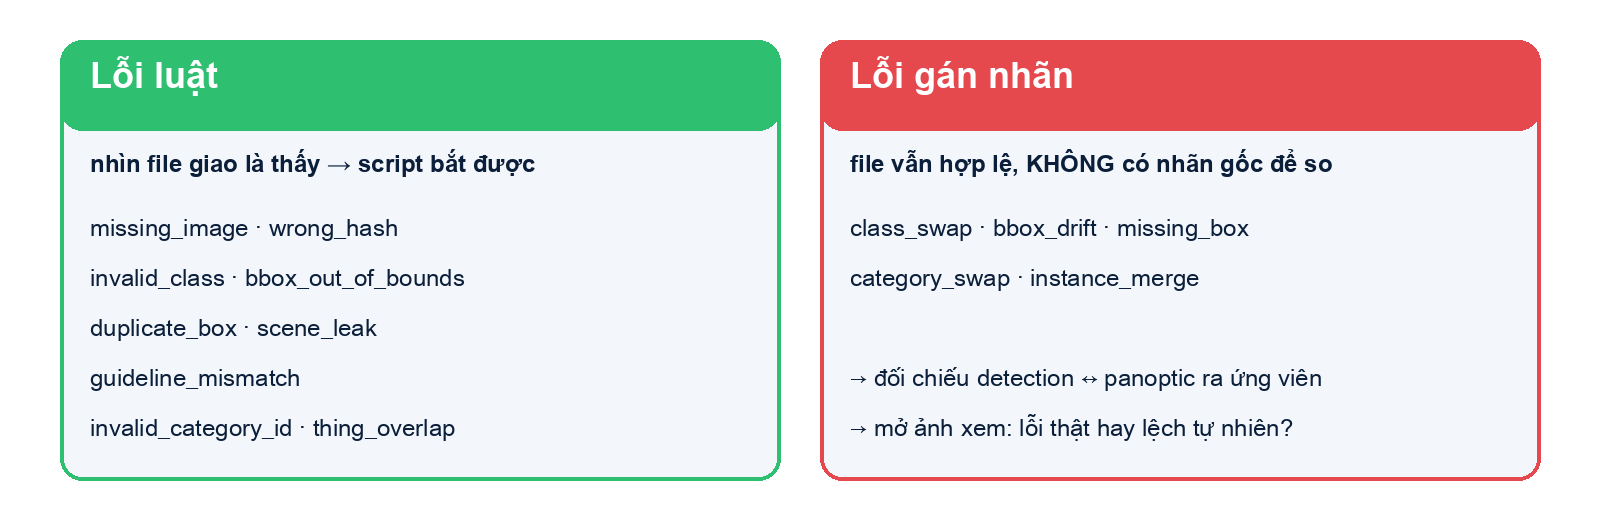 Lỗi luật
nhìn file giao là thấy → script bắt được
missing_image · wrong_hash
invalid_class · bbox_out_of_bounds
duplicate_box · scene_leak
guideline_mismatch
invalid_category_id · thing_overlap
Lỗi gán nhãn
file vẫn hợp lệ, KHÔNG có nhãn gốc để so
class_swap · bbox_drift · missing_box
category_swap · instance_merge
→ đối chiếu detection ↔ panoptic ra ứng viên
→ mở ảnh xem: lỗi thật hay lệch tự nhiên?